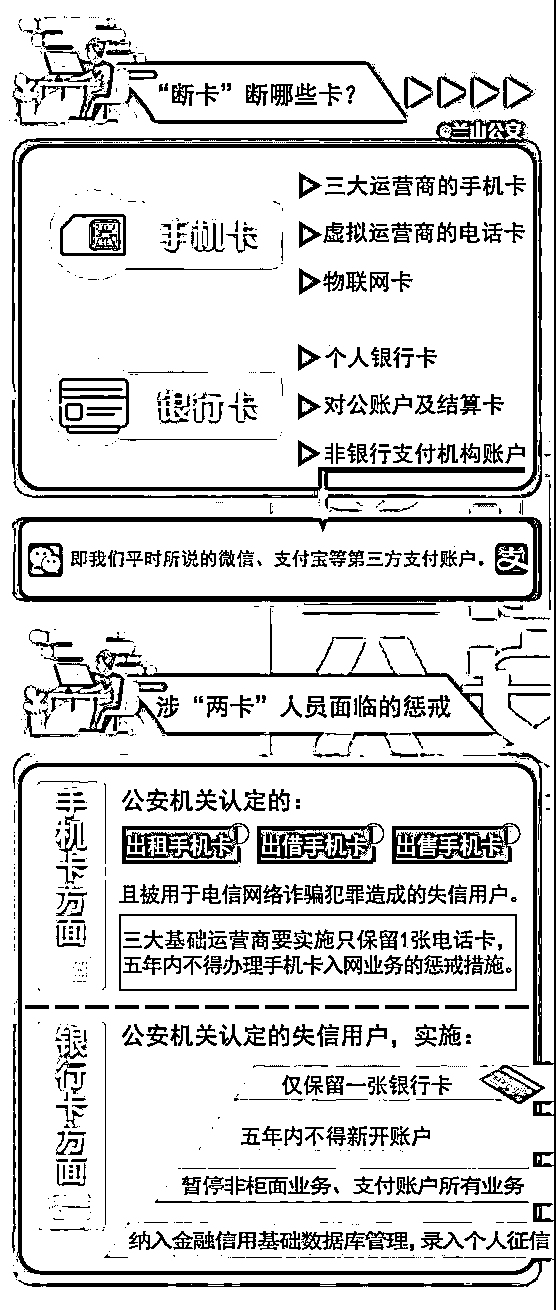 “断卡”断哪些卡？
@兰山公安
手机卡
三大运营商的手机卡
虚拟运营商的电话卡
物联网卡
银行卡
个人银行卡
对公账户及结算卡
非银行支付机构账户
即我们平时所说的微信、支付宝等第三方支付账户。
支
涉“两卡”人员面临的惩戒
手机卡方面
公安机关认定的：
出租手机卡 出借手机卡 出售手机卡
且被用于电信网络诈骗犯罪造成的失信用户。
三大基础运营商要实施只保留1张电话卡，
五年内不得办理手机卡入网业务的惩戒措施。
银行卡方面
公安机关认定的失信用户，实施：
仅保留一张银行卡
五年内不得新开账户
暂停非柜面业务、支付账户所有业务
纳入金融信用基础数据库管理，录入个人征信